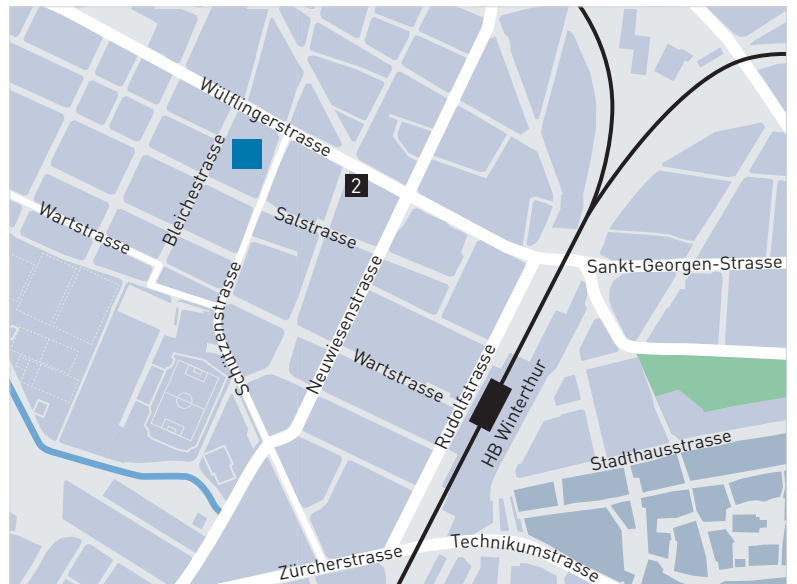 Wülflingerstrasse
Bleichestrasse
2
Wartstrasse
Salstrasse
Sankt-Georgen-Strasse
Schützenstrasse
Neuwiesenstrasse
Wartstrasse
Rudolfstrasse
HB Winterthur
Stadthausstrasse
Zürcherstrasse
Technikumstrasse